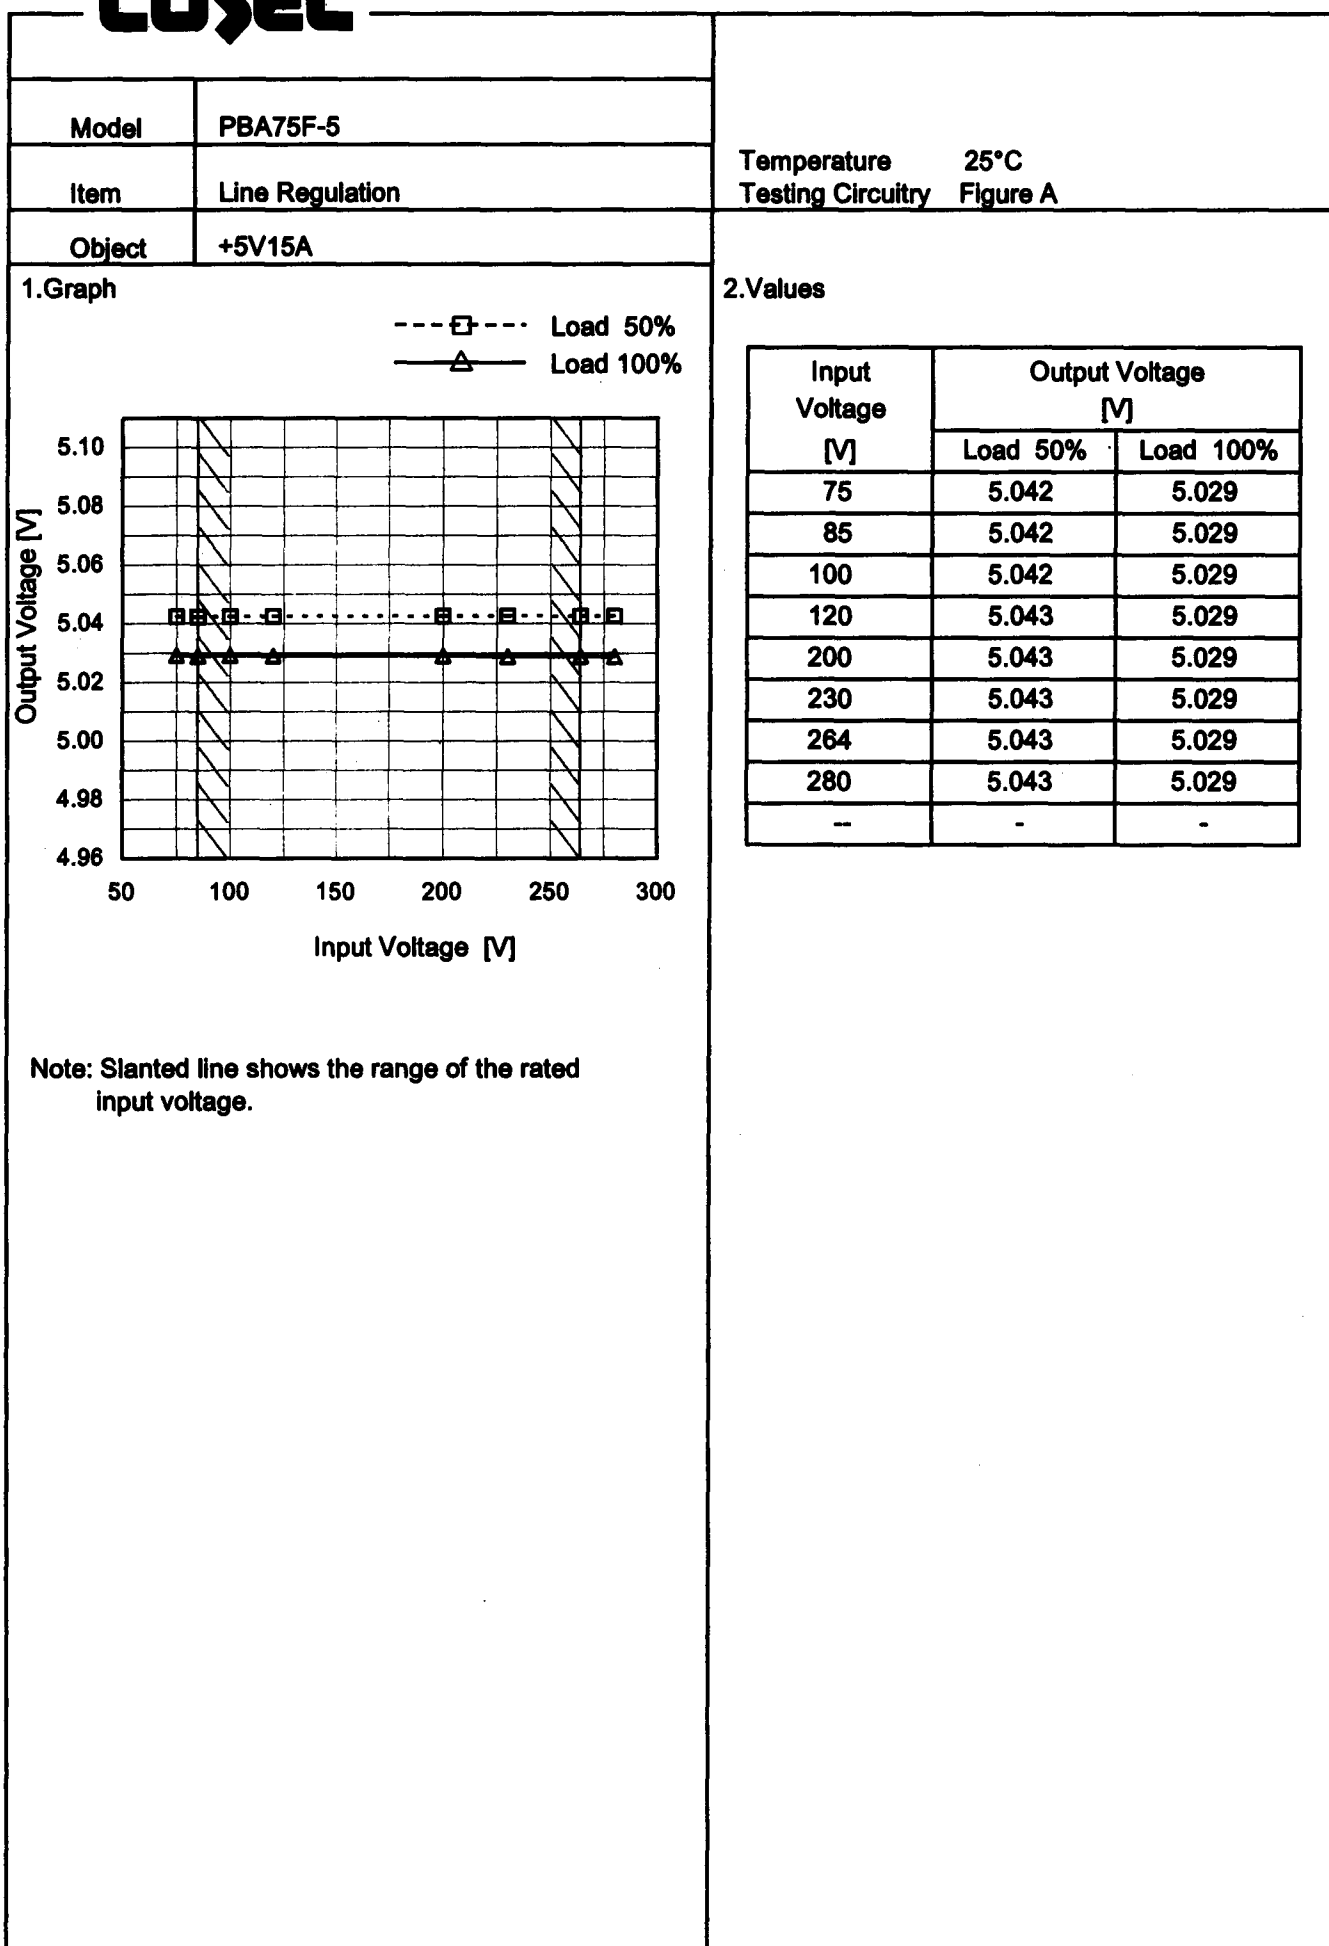 COSEL
Model PBA75F-5
Item Line Regulation
Object +5V15A
Temperature 25°C
Testing Circuitry Figure A
1.Graph
Load 50%
Load 100%
Output Voltage [V]
5.10
5.08
5.06
5.04
5.02
5.00
4.98
4.96
50 100 150 200 250 300
Input Voltage [V]
Note: Slanted line shows the range of the rated
input voltage.
2.Values
Input Voltage [V] Output Voltage [V]
Load 50% Load 100%
75 5.042 5.029
85 5.042 5.029
100 5.042 5.029
120 5.043 5.029
200 5.043 5.029
230 5.043 5.029
264 5.043 5.029
280 5.043 5.029
-- - -